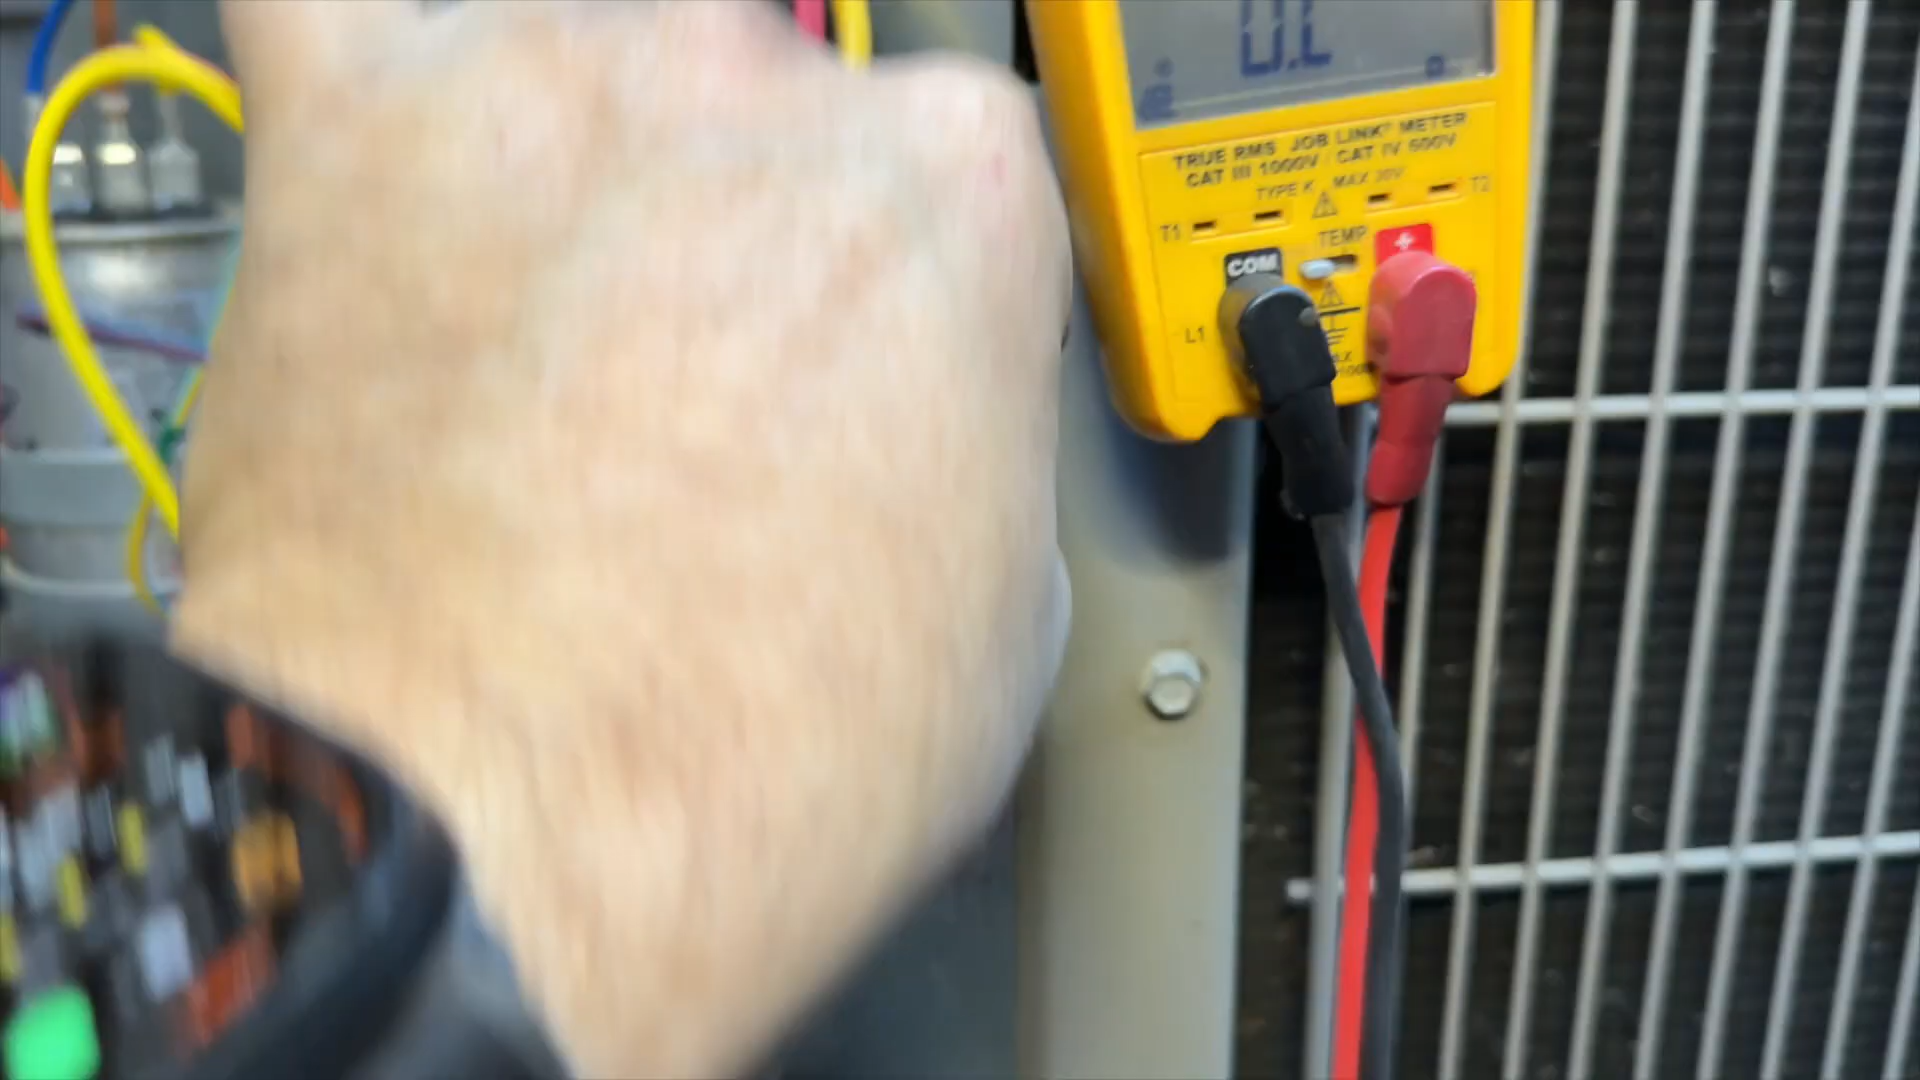 O.L
TRUE RMS JOB LINK® METER
CAT III 1000V / CAT IV 600V
TYPE K MAX 30V
T1 T2
TEMP
COM +
L1